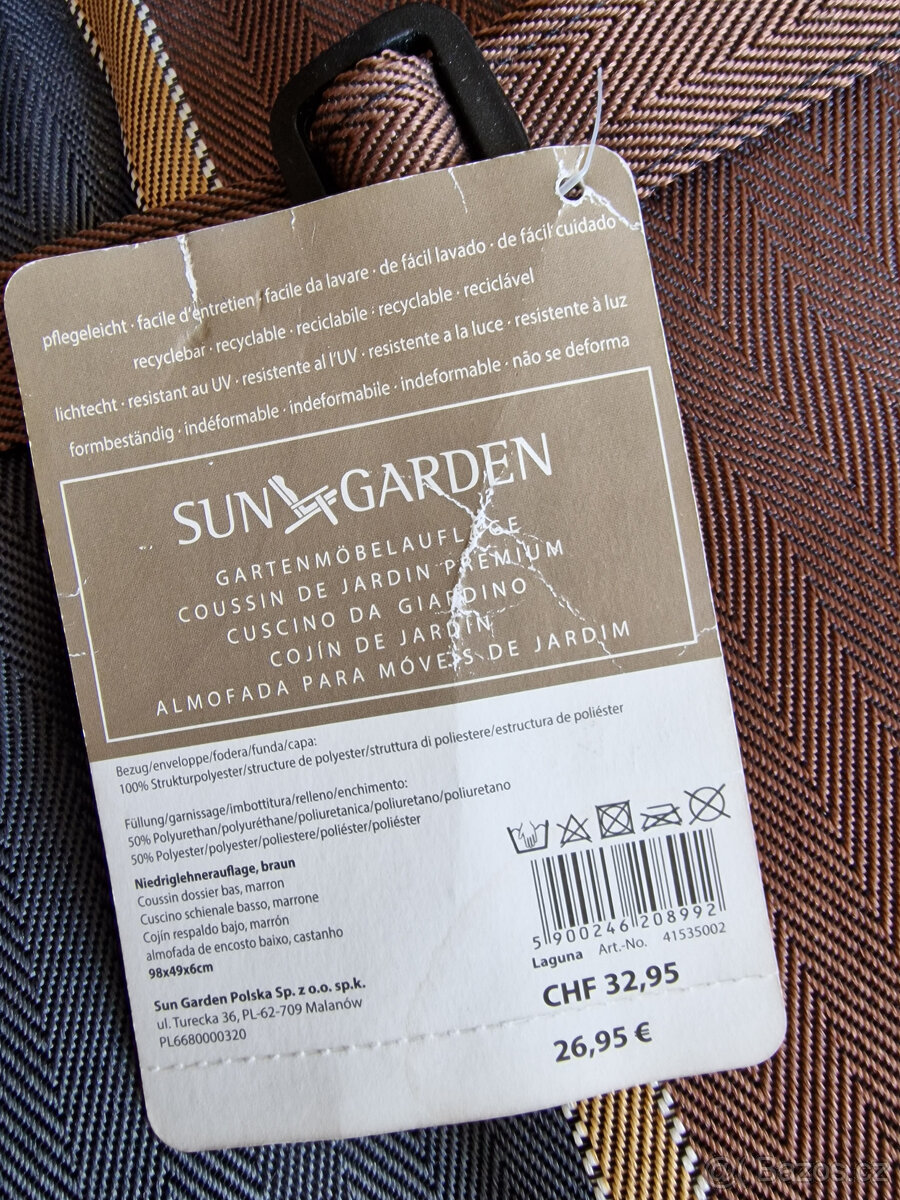 pflegeleicht · facile d'entretien · facile da lavare · de fácil lavado · de fácil cuidado
recyclebar · recyclable · reciclabile · recyclable · reciclável
lichtecht · resistant au UV · resistente al l'UV · resistente a la luce · resistente à luz
formbeständig · indéformable · indeformabile · indeformable · não se deforma
SUN GARDEN
GARTENMÖBELAUFLAGE
COUSSIN DE JARDIN PREMIUM
CUSCINO DA GIARDINO
COJÍN DE JARDÍN
ALMOFADA PARA MÓVEIS DE JARDIM
Bezug/enveloppe/fodera/funda/capa:
100% Strukturpolyester/structure de polyester/struttura di poliestere/estructura de poliéster
Füllung/garnissage/imbottitura/relleno/enchimento:
50% Polyurethan/polyuréthane/poliuretanica/poliuretano/poliuretano
50% Polyester/polyester/poliestere/poliéster/poliéster
Niedriglehnerauflage, braun
Coussin dossier bas, marron
Cuscino schienale basso, marrone
Cojín respaldo bajo, marrón
almofada de encosto baixo, castanho
98x49x6cm
Sun Garden Polska Sp. z o.o. sp.k.
ul. Turecka 36, PL-62-709 Malanów
PL6680000320
5 900246 208992
Laguna Art.-No. 41535002
CHF 32,95
26,95 €
Bazos.cz